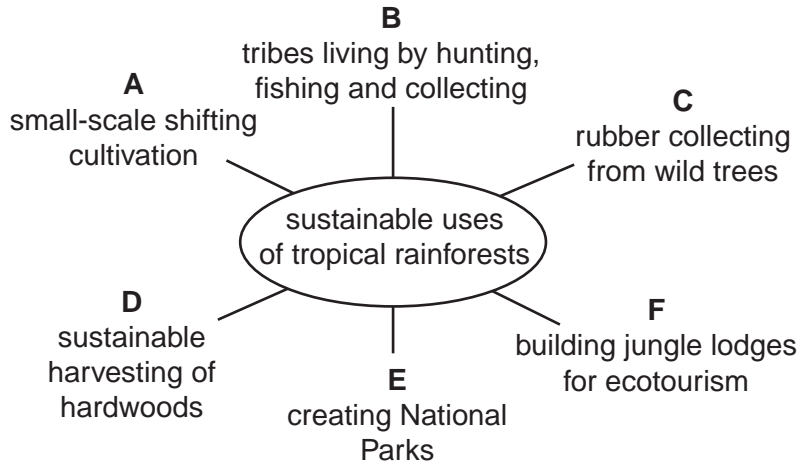 B
tribes living by hunting,
fishing and collecting
A
small-scale shifting
cultivation
C
rubber collecting
from wild trees
sustainable uses
of tropical rainforests
D
sustainable
harvesting of
hardwoods
E
creating National
Parks
F
building jungle lodges
for ecotourism